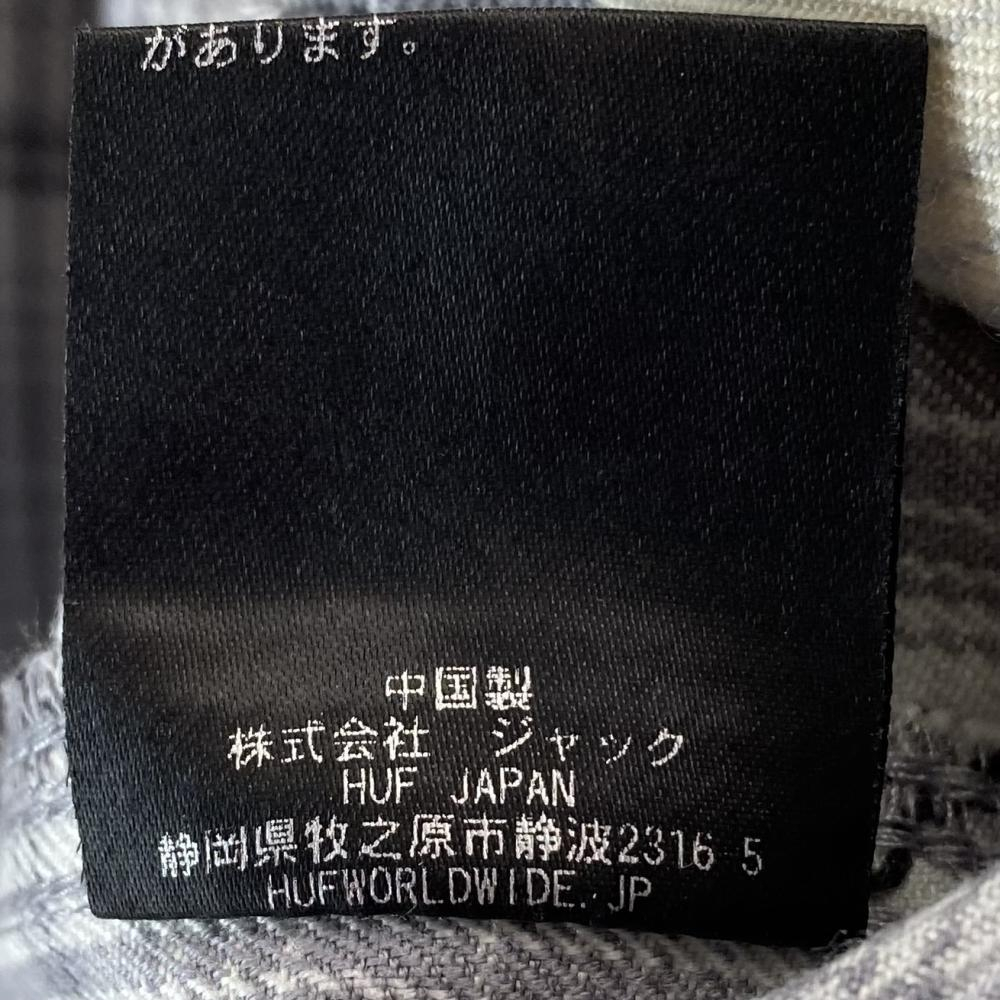 があります。
中国製
株式会社 ジャック
HUF JAPAN
静岡県牧之原市静波2316 5
HUFWORLDWIDE.JP